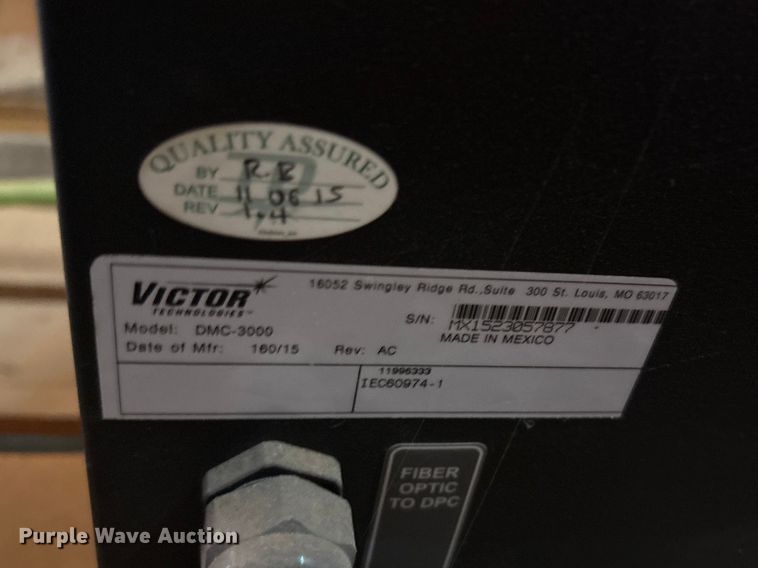 QUALITY ASSURED
BY R.R
DATE 11 06 15
REV 1.4
VICTOR
TECHNOLOGIES™
16052 Swingley Ridge Rd.,Suite 300 St. Louis, MO 63017
S/N: MX1523057877
MADE IN MEXICO
Model: DMC-3000
Date of Mfr: 160/15 Rev: AC
11996333
IEC60974-1
FIBER
OPTIC
TO DPC
Purple Wave Auction